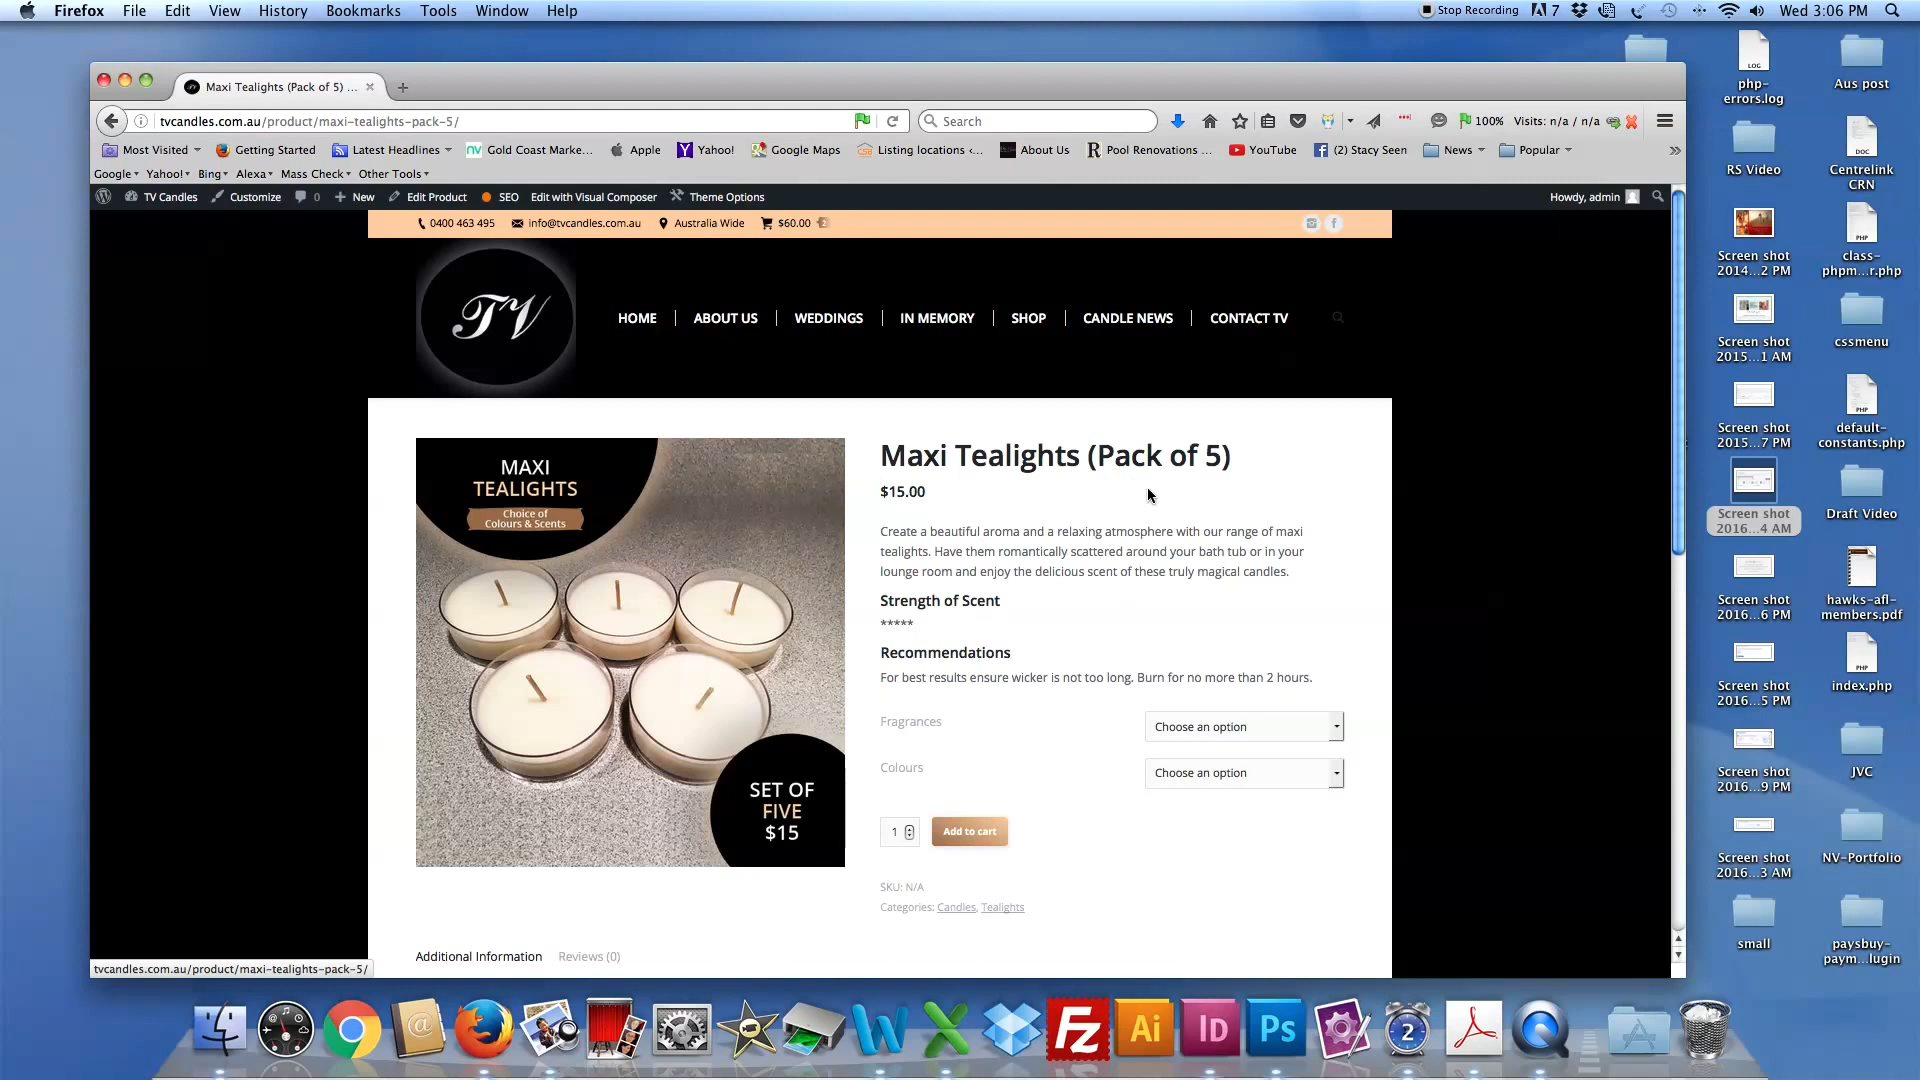 Firefox File Edit View History Bookmarks Tools Window Help
Stop Recording
7
Wed 3:06 PM
Maxi Tealights (Pack of 5) ...
tvcandles.com.au/product/maxi-tealights-pack-5/
Search
100% Visits: n/a / n/a
Most Visited Getting Started Latest Headlines Gold Coast Marke... Apple Yahoo! Google Maps Listing locations ‹... About Us Pool Renovations ... YouTube (2) Stacy Seen News Popular
Google Yahoo! Bing Alexa Mass Check Other Tools
TV Candles Customize 0 New Edit Product SEO Edit with Visual Composer Theme Options
Howdy, admin
0400 463 495 info@tvcandles.com.au Australia Wide $60.00
TV
HOME ABOUT US WEDDINGS IN MEMORY SHOP CANDLE NEWS CONTACT TV
MAXI
TEALIGHTS
Choice of
Colours & Scents
SET OF
FIVE
$15
Maxi Tealights (Pack of 5)
$15.00
Create a beautiful aroma and a relaxing atmosphere with our range of maxi
tealights. Have them romantically scattered around your bath tub or in your
lounge room and enjoy the delicious scent of these truly magical candles.
Strength of Scent
*****
Recommendations
For best results ensure wicker is not too long. Burn for no more than 2 hours.
Fragrances Choose an option
Colours Choose an option
1 Add to cart
SKU: N/A
Categories: Candles, Tealights
Additional Information Reviews (0)
tvcandles.com.au/product/maxi-tealights-pack-5/
LOG
php-
errors.log
Aus post
RS Video
DOC
Centrelink
CRN
Screen shot
2014...2 PM
PHP
class-
phpm...r.php
Screen shot
2015...1 AM
cssmenu
Screen shot
2015...7 PM
PHP
default-
constants.php
Screen shot
2016...4 AM
Draft Video
Screen shot
2016...6 PM
hawks-afl-
members.pdf
Screen shot
2016...5 PM
PHP
index.php
Screen shot
2016...9 PM
JVC
Screen shot
2016...3 AM
NV-Portfolio
small
paysbuy-
paym...lugin
Fz
Ai
Id
Ps
2